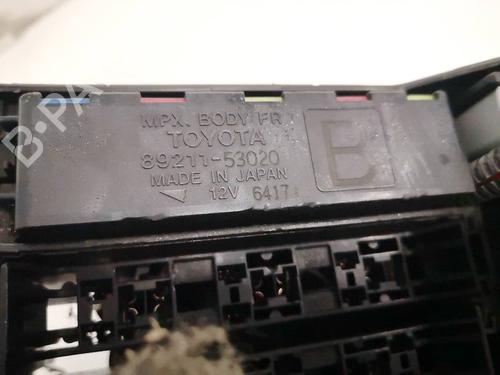 MPX. BODY FR
TOYOTA
89211-53020
MADE IN JAPAN
12V 6417
B
B-PA